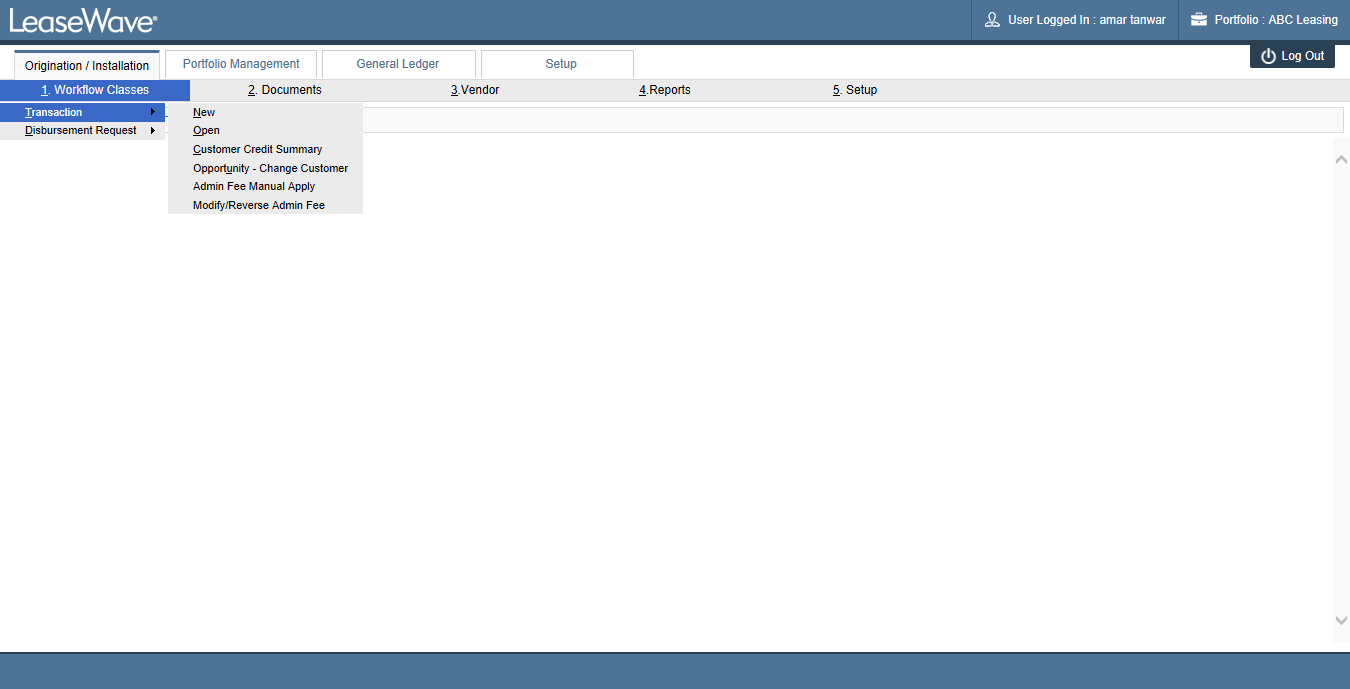 LeaseWave®
User Logged In : amar tanwar
Portfolio : ABC Leasing
Log Out
Origination / Installation
Portfolio Management
General Ledger
Setup
1. Workflow Classes
2. Documents
3.Vendor
4.Reports
5. Setup
Transaction
Disbursement Request
New
Open
Customer Credit Summary
Opportunity - Change Customer
Admin Fee Manual Apply
Modify/Reverse Admin Fee